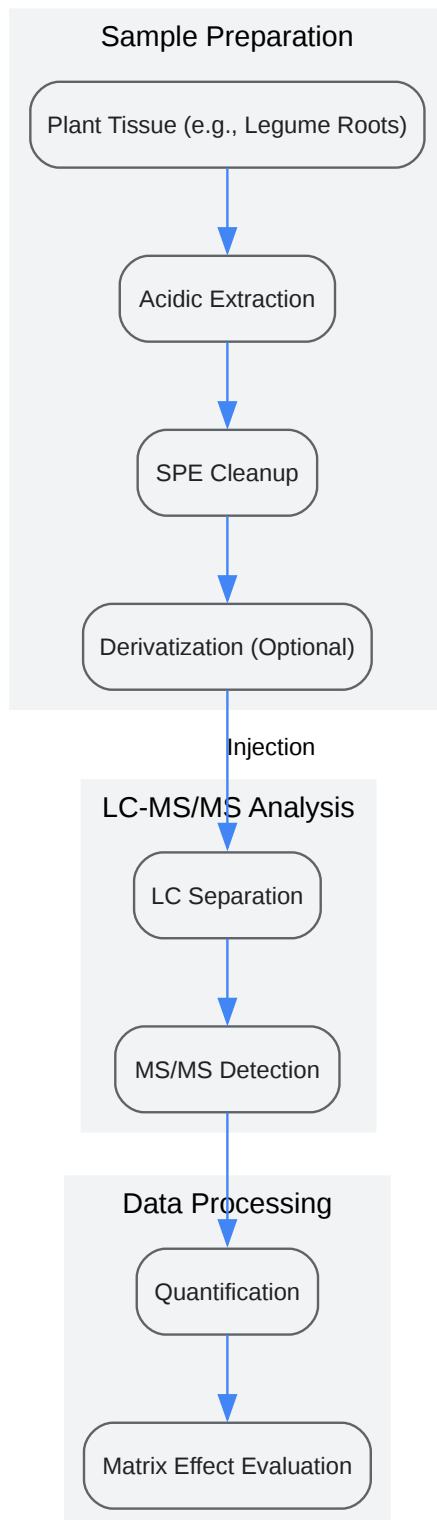 Sample Preparation
Plant Tissue (e.g., Legume Roots)
Acidic Extraction
SPE Cleanup
Derivatization (Optional)
Injection
LC-MS/MS Analysis
LC Separation
MS/MS Detection
Data Processing
Quantification
Matrix Effect Evaluation